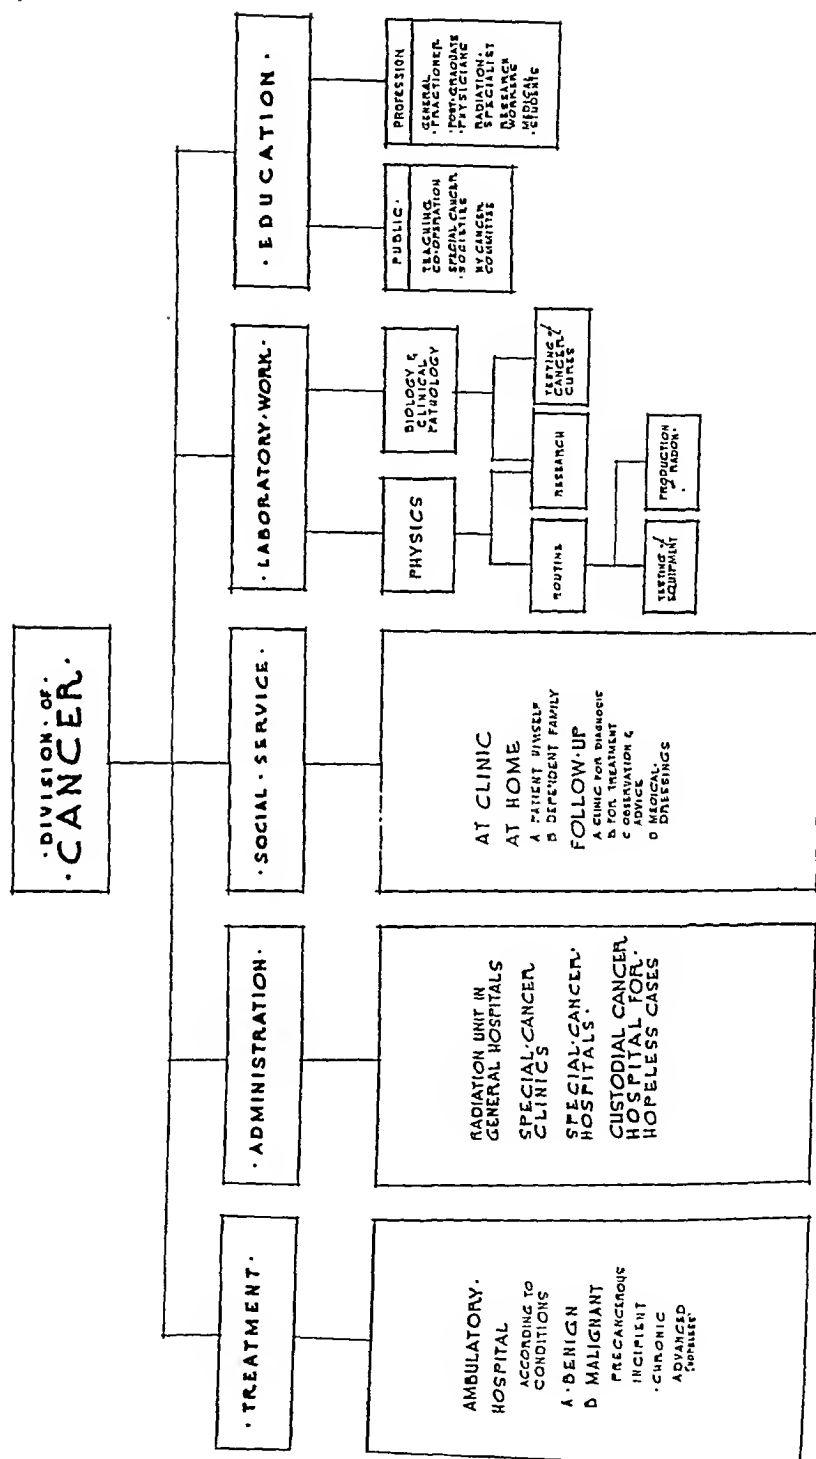 ·DIVISION·OF·
·CANCER·
·TREATMENT·
·ADMINISTRATION·
·SOCIAL·SERVICE·
·LABORATORY·WORK·
·EDUCATION·
AMBULATORY·
HOSPITAL
ACCORDING TO
CONDITIONS
A·BENIGN
B MALIGNANT
PRECANCEROUS
INCIPIENT
·CHRONIC
ADVANCED
"HOPELESS"
RADIATION UNIT IN
GENERAL HOSPITALS
SPECIAL·CANCER
CLINICS
SPECIAL·CANCER·
HOSPITALS·
CUSTODIAL CANCER
HOSPITAL FOR·
HOPELESS CASES
AT CLINIC
AT HOME
A PATIENT HIMSELF
B DEPENDENT FAMILY
FOLLOW·UP
A CLINIC FOR DIAGNOSIS
B FOR TREATMENT
C OBSERVATION &
ADVICE
D MEDICAL·
DRESSINGS
PHYSICS
BIOLOGY &
CLINICAL
PATHOLOGY
ROUTINE
RESEARCH
TESTING of
CANCER
CURES
TESTING of
EQUIPMENT
PRODUCTION
of RADON·
PUBLIC·
TEACHING
CO·OPERATION
SPECIAL CANCER
·SOCIETIES
NY CANCER
COMMITTEE
PROFESSION
GENERAL
·PRACTIONER
·POST-GRADUATE
·PHYSICIANS
RADIATION·
SPECIALIST
RESEARCH
WORKERS
MEDICAL
·STUDENTS